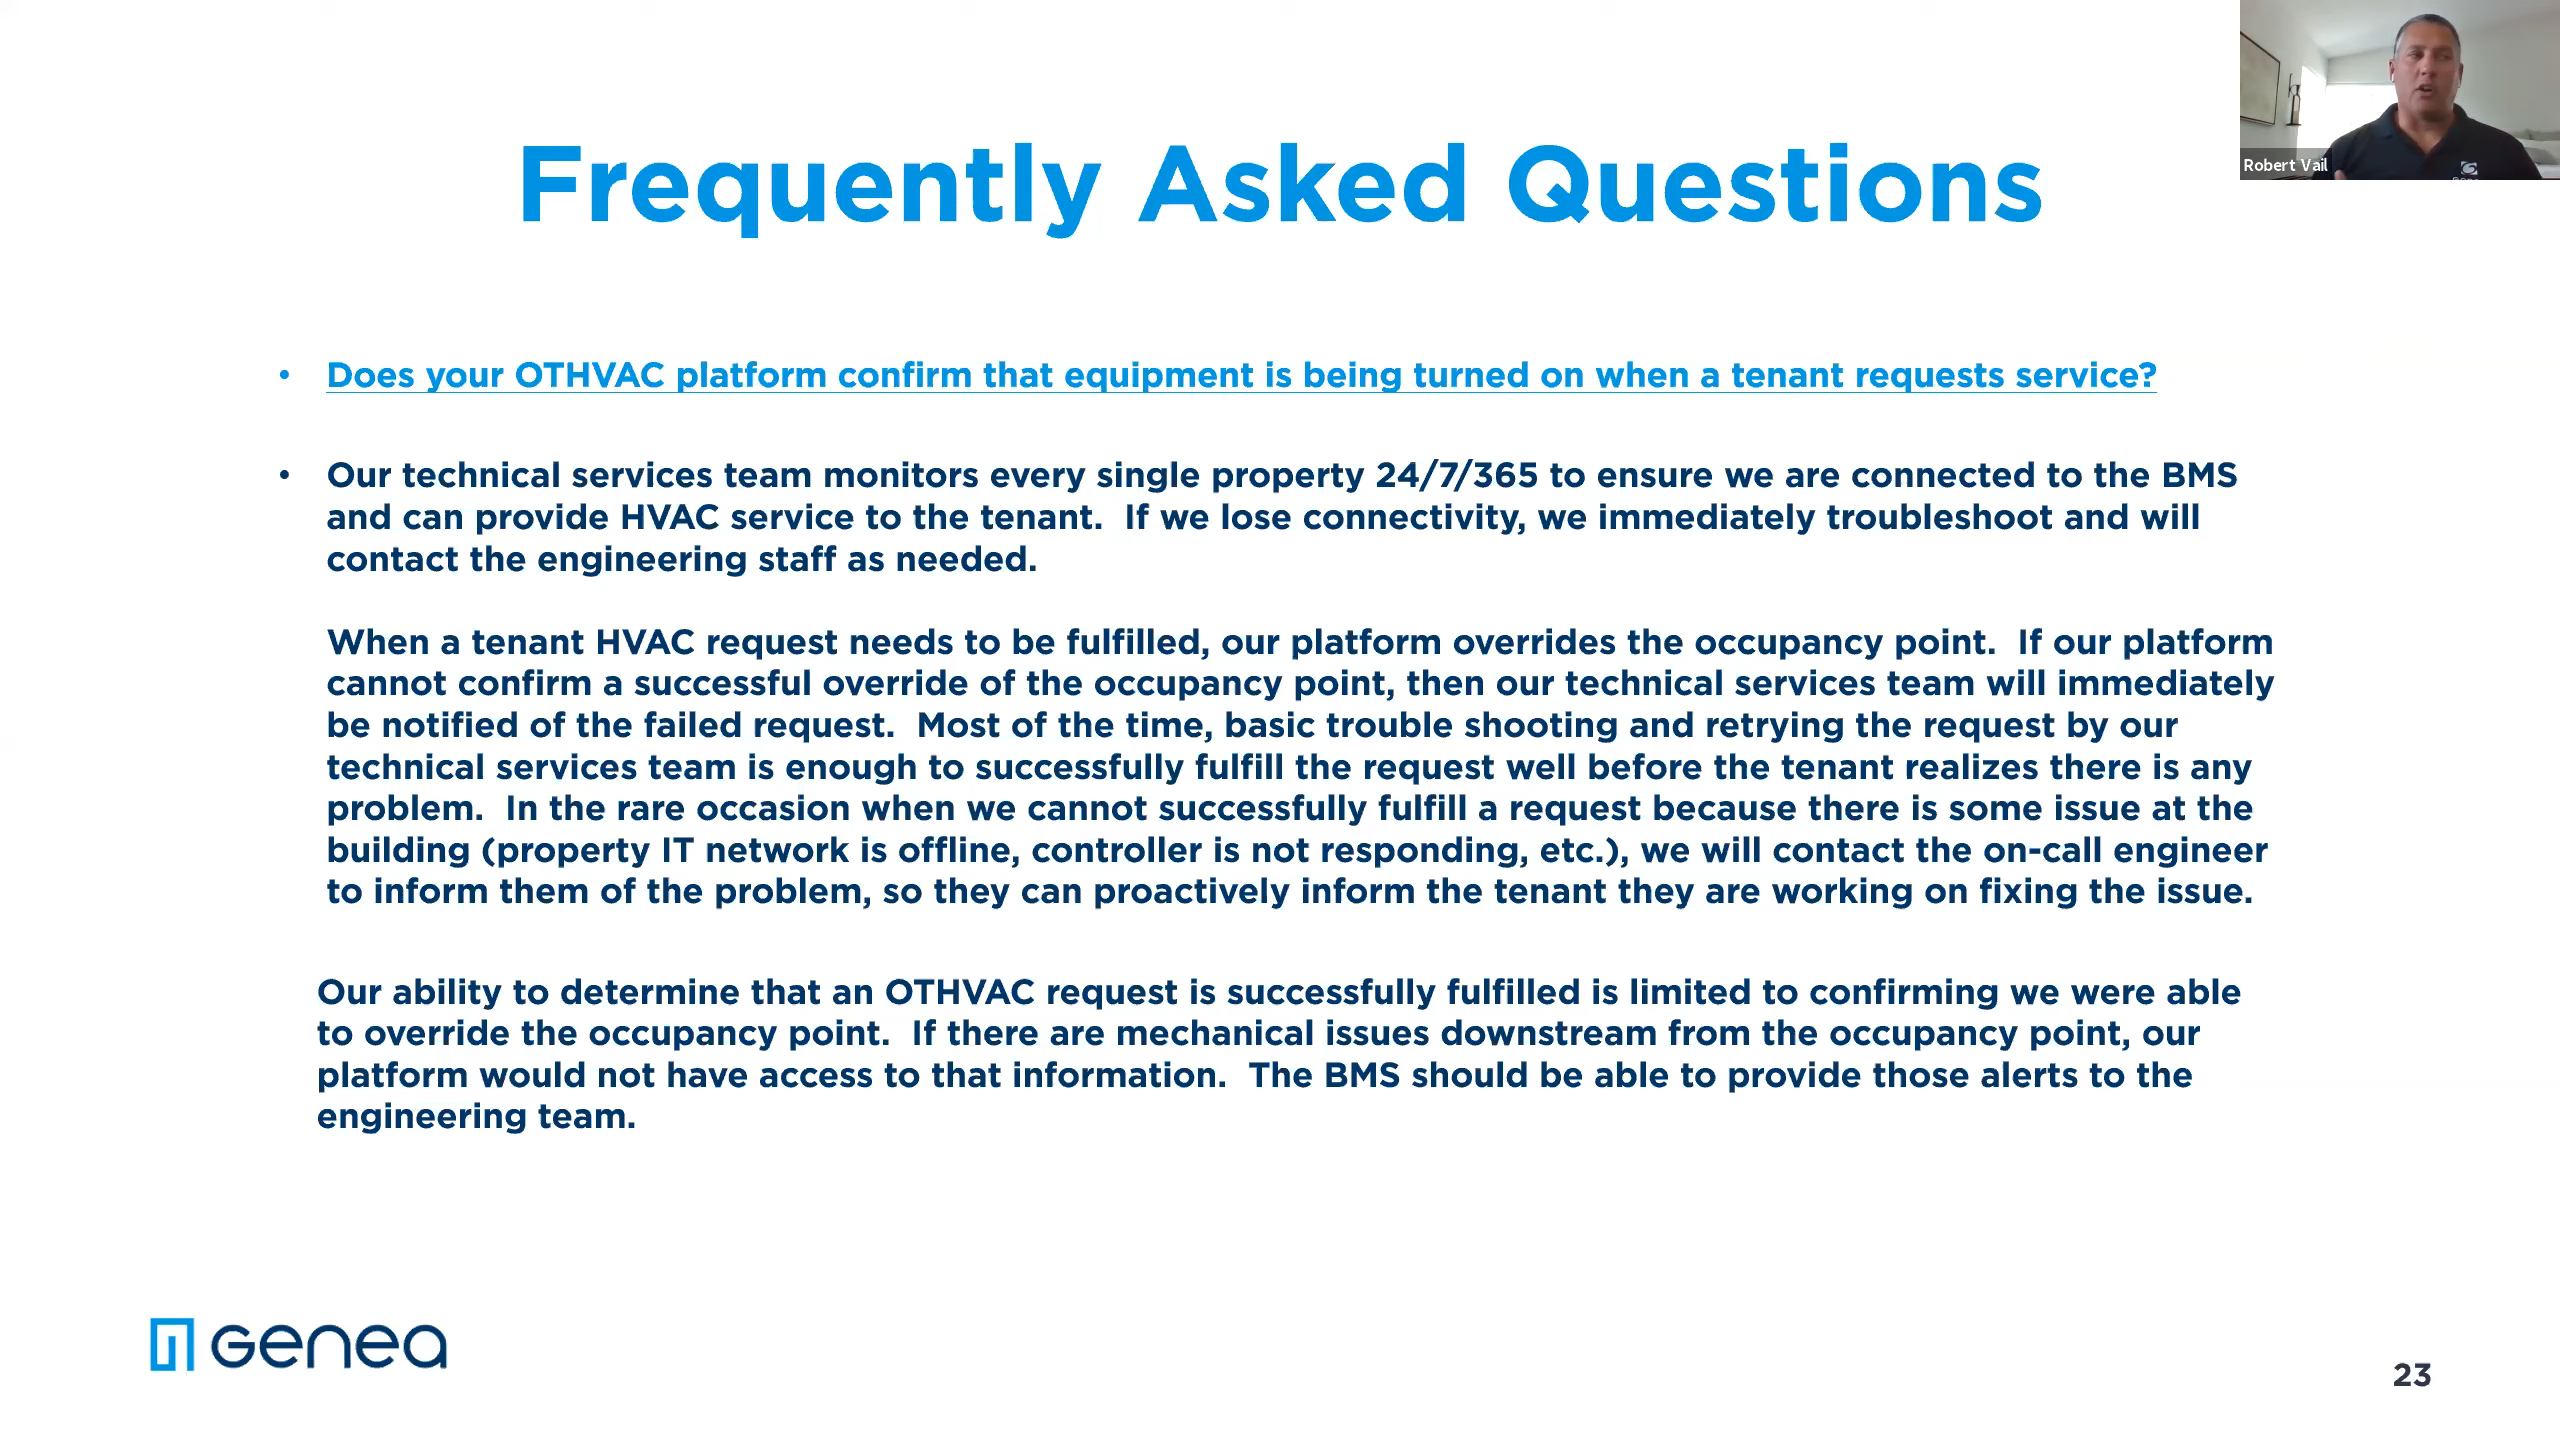 Robert Vail
Frequently Asked Questions
• Does your OTHVAC platform confirm that equipment is being turned on when a tenant requests service?
• Our technical services team monitors every single property 24/7/365 to ensure we are connected to the BMS
and can provide HVAC service to the tenant.  If we lose connectivity, we immediately troubleshoot and will
contact the engineering staff as needed.
When a tenant HVAC request needs to be fulfilled, our platform overrides the occupancy point.  If our platform
cannot confirm a successful override of the occupancy point, then our technical services team will immediately
be notified of the failed request.  Most of the time, basic trouble shooting and retrying the request by our
technical services team is enough to successfully fulfill the request well before the tenant realizes there is any
problem.  In the rare occasion when we cannot successfully fulfill a request because there is some issue at the
building (property IT network is offline, controller is not responding, etc.), we will contact the on-call engineer
to inform them of the problem, so they can proactively inform the tenant they are working on fixing the issue.
Our ability to determine that an OTHVAC request is successfully fulfilled is limited to confirming we were able
to override the occupancy point.  If there are mechanical issues downstream from the occupancy point, our
platform would not have access to that information.  The BMS should be able to provide those alerts to the
engineering team.
Genea
23